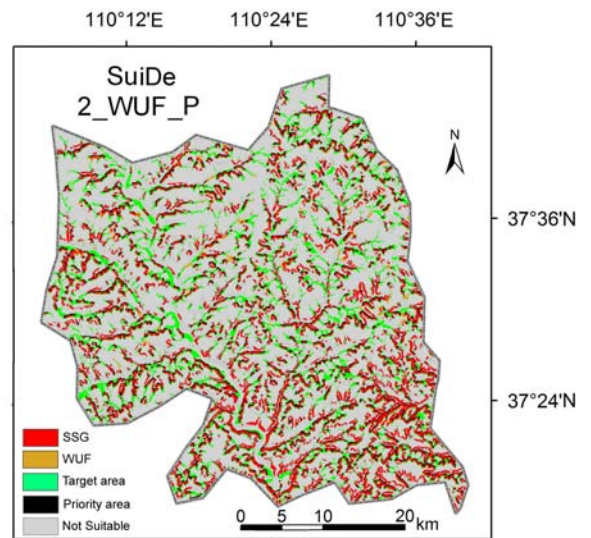 110°12'E 110°24'E 110°36'E
SuiDe
2_WUF_P
N
37°36'N
37°24'N
SSG
WUF
Target area
Priority area
Not Suitable
0 5 10 20
km